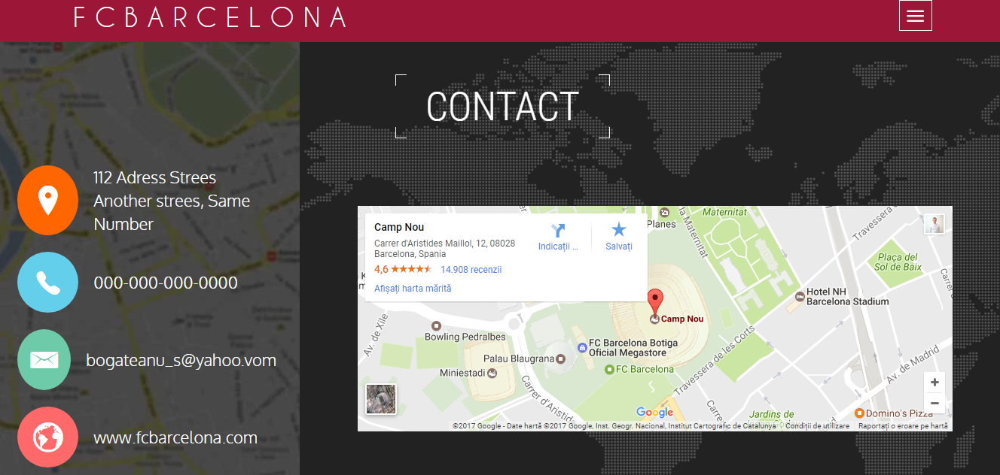 FCBARCELONA
CONTACT
112 Adress Strees
Another strees, Same
Number
000-000-000-0000
bogateanu_s@yahoo.vom
www.fcbarcelona.com
Camp Nou
Carrer d'Aristides Maillol, 12, 08028
Barcelona, Spania
4,6
14.908 recenzii
Afișați harta mărită
Indicații ...
Salvați
Planes
Maternitat
la Maternitat
Travessera
Plaça del
Sol de Baix
Carrer
Hotel NH
Barcelona Stadium
Camp Nou
Av. de Xile
Bowling Pedralbes
FC Barcelona Botiga
Oficial Megastore
Palau Blaugrana
FC Barcelona
Miniestadi
Travessera de les Corts
Av. de Madrid
Carrer d'Aristid
Carrer
Google
Jardins de
Domino's Pizza
+
−
©2017 Google - Date hartă ©2017 Google, Inst. Geogr. Nacional, Institut Cartografic de Catalunya
Condiții de utilizare
Raportați o eroare pe hartă